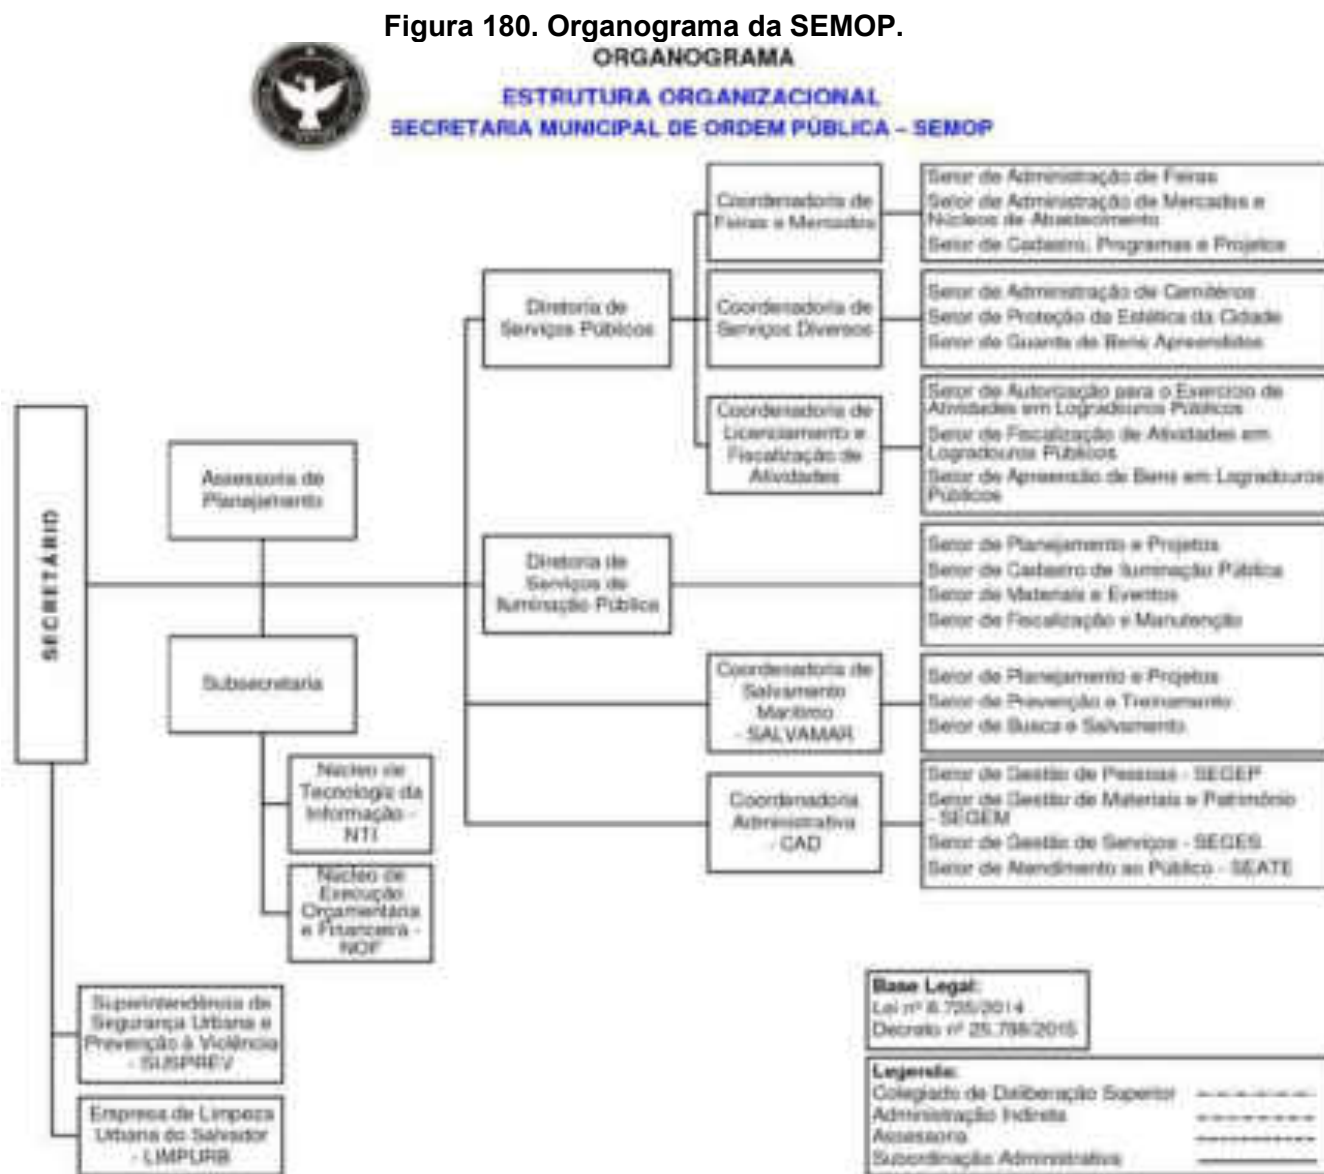 Figura 180. Organograma da SEMOP.
ORGANOGRAMA
ESTRUTURA ORGANIZACIONAL
SECRETARIA MUNICIPAL DE ORDEM PÚBLICA – SEMOP
Coordenadoria de
Feiras e Mercados
Setor de Administração de Feiras
Setor de Administração de Mercados e
Núcleos de Abastecimento
Setor de Cadastro, Programas e Projetos
Diretoria de
Serviços Públicos
Coordenadoria de
Serviços Diversos
Setor de Administração de Cemitérios
Setor de Proteção da Estética da Cidade
Setor de Guarda de Bens Apreendidos
Coordenadoria de
Licenciamento e
Fiscalização de
Atividades
Setor de Autorização para o Exercício de
Atividades em Logradouros Públicos
Setor de Fiscalização de Atividades em
Logradouros Públicos
Setor de Apreensão de Bens em Logradouros
Públicos
SECRETÁRIO
Assessoria de
Planejamento
Diretoria de
Serviços de
Iluminação Pública
Setor de Planejamento e Projetos
Setor de Cadastro de Iluminação Pública
Setor de Materiais e Eventos
Setor de Fiscalização e Manutenção
Subsecretaria
Coordenadoria de
Salvamento
Marítimo
- SALVAMAR
Setor de Planejamento e Projetos
Setor de Prevenção e Treinamento
Setor de Busca e Salvamento
Núcleo de
Tecnologia da
Informação -
NTI
Coordenadoria
Administrativa
- CAD
Setor de Gestão de Pessoas - SEGEP
Setor de Gestão de Materiais e Patrimônio
- SEGEM
Setor de Gestão de Serviços - SEGES
Setor de Atendimento ao Público - SEATE
Núcleo de
Execução
Orçamentária
e Financeira -
NOF
Superintendência de
Segurança Urbana e
Prevenção à Violência
- SUSPREV
Empresa de Limpeza
Urbana do Salvador
- LIMPURB
Base Legal:
Lei nº 8.725/2014
Decreto nº 25.788/2015
Legenda:
Colegiado de Deliberação Superior
Administração Indireta
Assessoria
Subordinação Administrativa